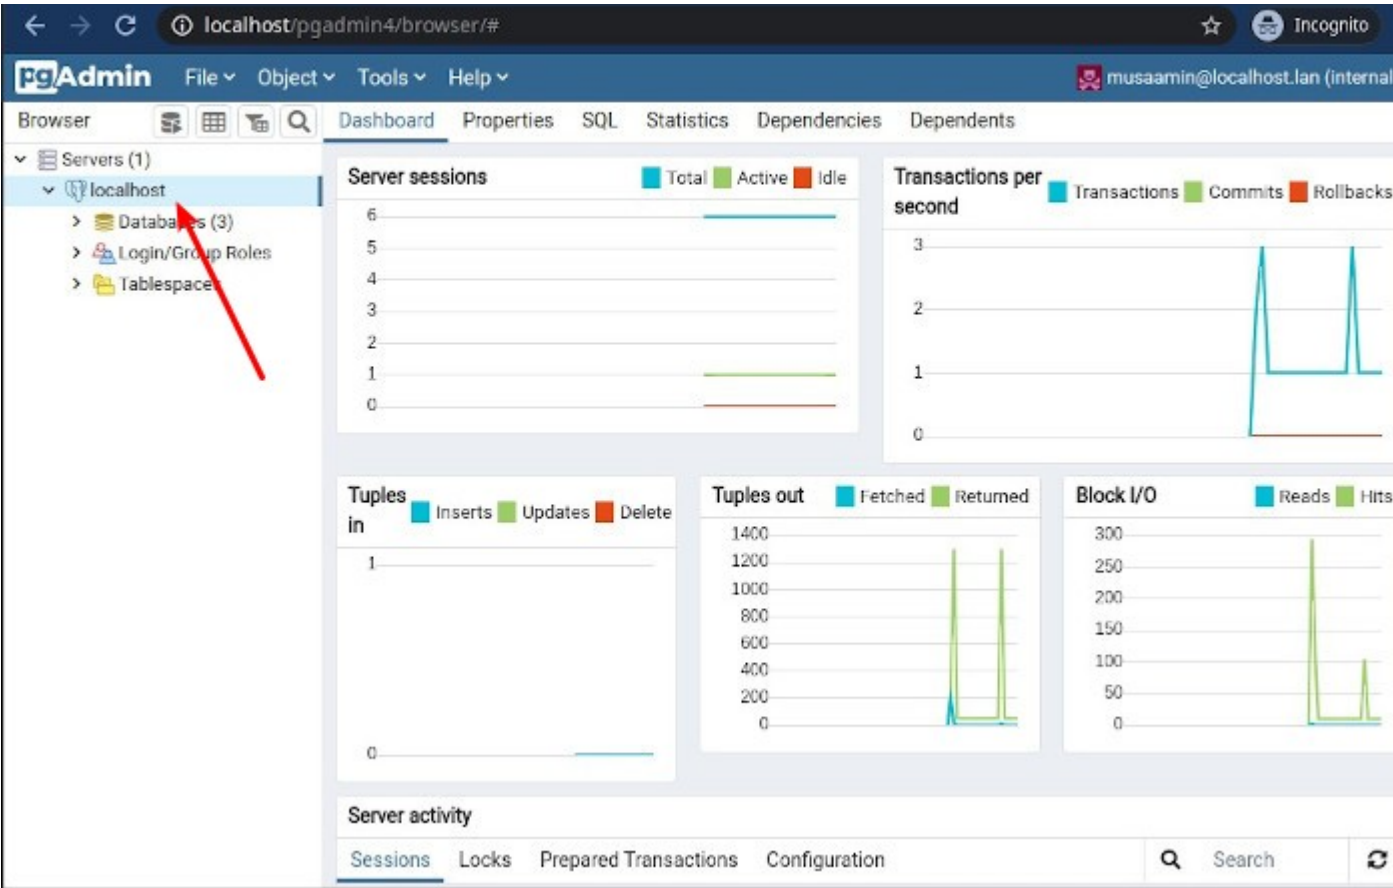 localhost/pgadmin4/browser/#
Incognito
pgAdmin File Object Tools Help musaamin@localhost.lan (internal
Browser
Dashboard Properties SQL Statistics Dependencies Dependents
Servers (1)
localhost
Databases (3)
Login/Group Roles
Tablespaces
Server sessions
Total Active Idle
6
5
4
3
2
1
0
Transactions per
second
Transactions Commits Rollbacks
3
2
1
0
Tuples
in
Inserts Updates Delete
1
0
Tuples out
Fetched Returned
1400
1200
1000
800
600
400
200
0
Block I/O
Reads Hits
300
250
200
150
100
50
0
Server activity
Sessions Locks Prepared Transactions Configuration
Search